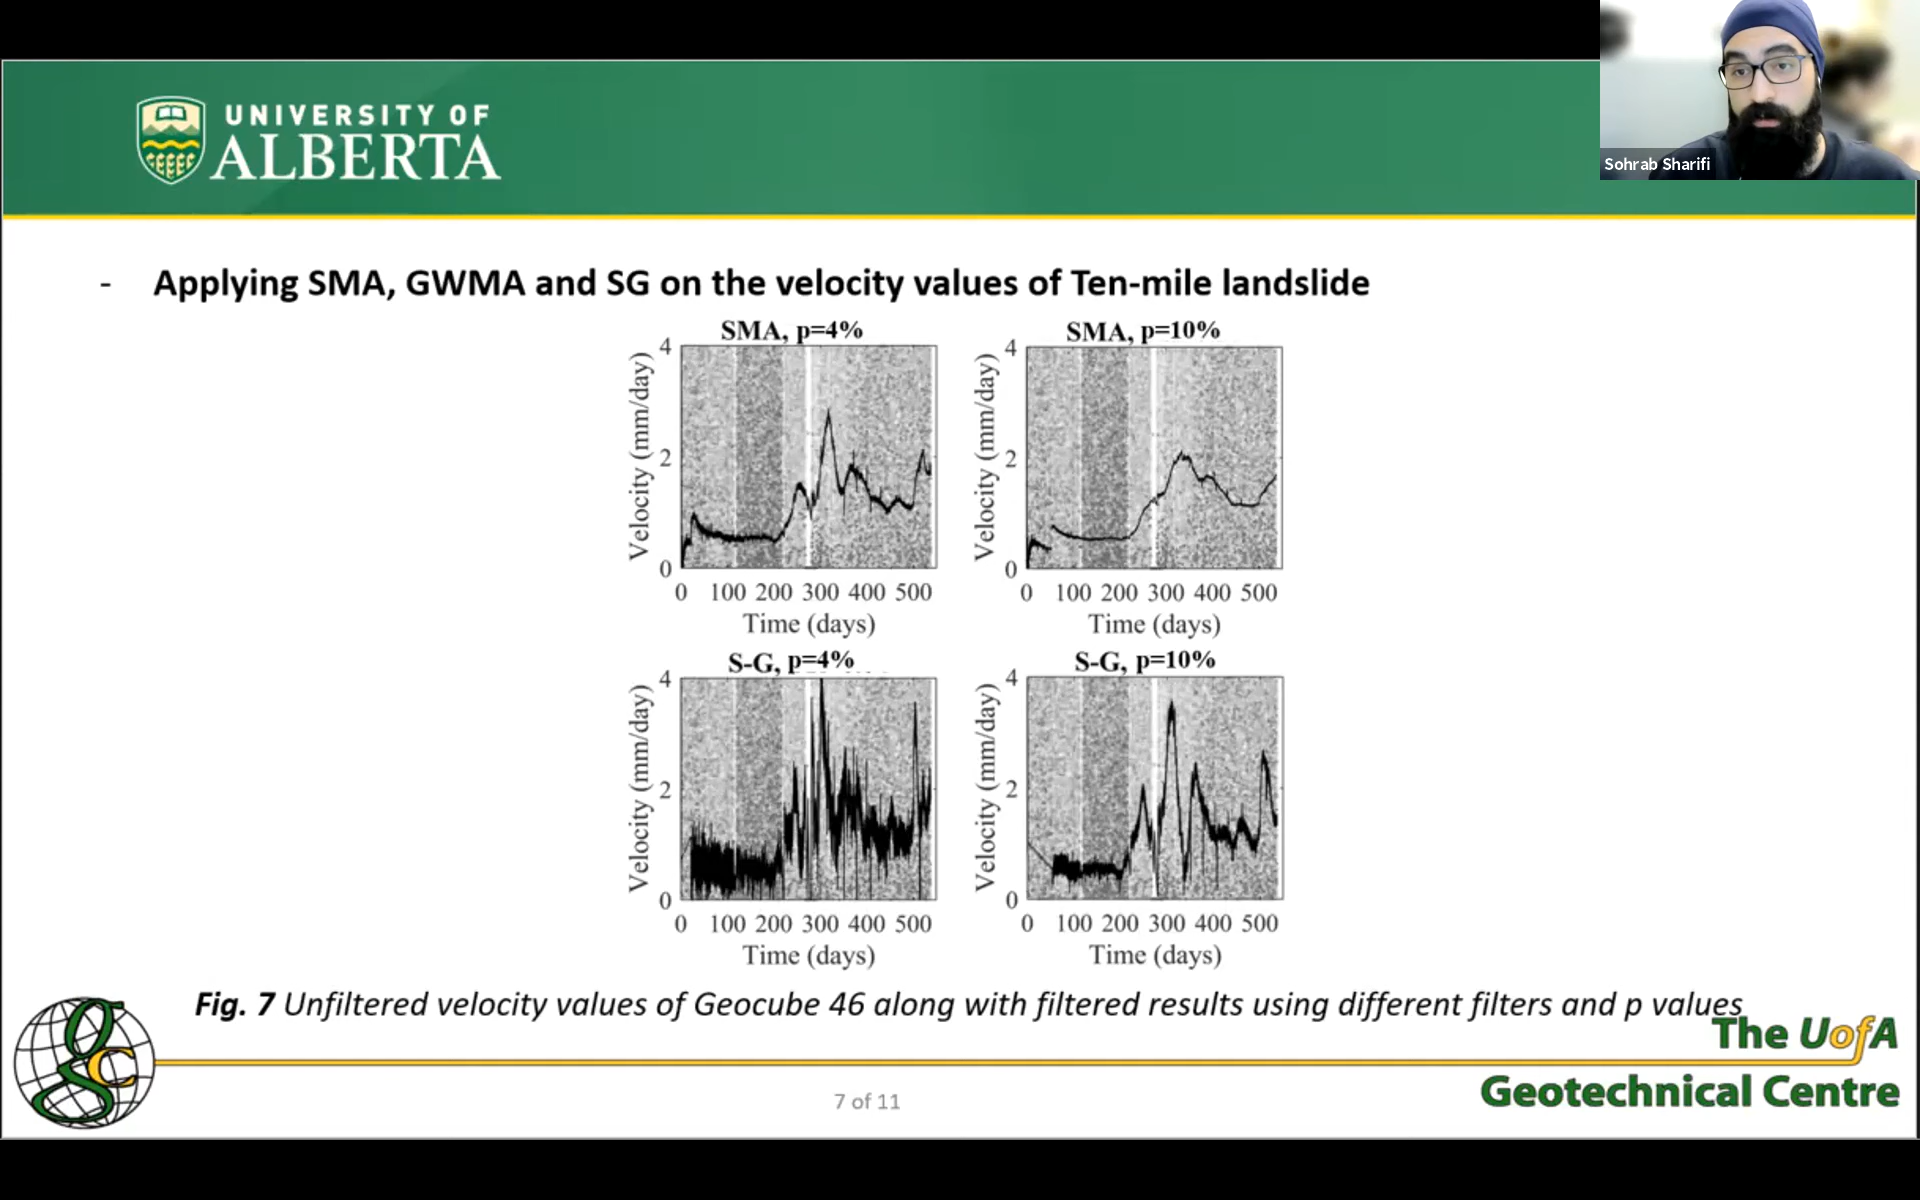 UNIVERSITY OF
ALBERTA
Sohrab Sharifi
- Applying SMA, GWMA and SG on the velocity values of Ten-mile landslide
SMA, p=4%
4
2
0
Velocity (mm/day)
0 100 200 300 400 500
Time (days)
SMA, p=10%
4
2
0
Velocity (mm/day)
0 100 200 300 400 500
Time (days)
S-G, p=4%
4
2
0
Velocity (mm/day)
0 100 200 300 400 500
Time (days)
S-G, p=10%
4
2
0
Velocity (mm/day)
0 100 200 300 400 500
Time (days)
Fig. 7 Unfiltered velocity values of Geocube 46 along with filtered results using different filters and p values
gc
The UofA
Geotechnical Centre
7 of 11